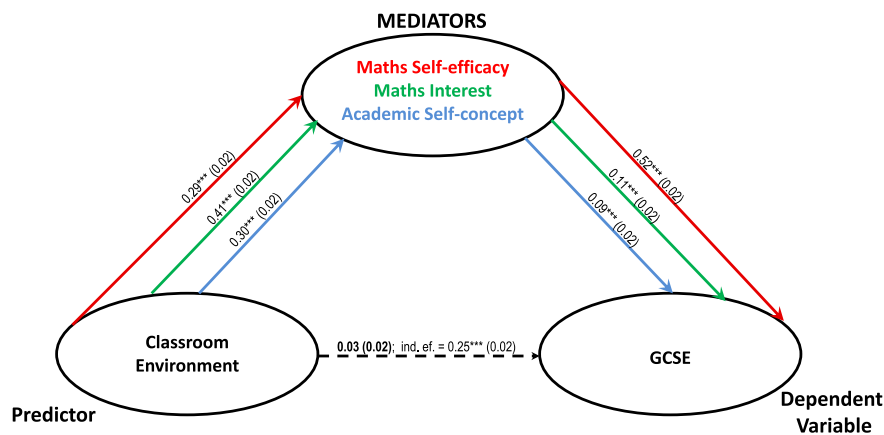 MEDIATORS
Maths Self-efficacy
Maths Interest
Academic Self-concept
0.29*** (0.02)
0.41*** (0.02)
0.30*** (0.02)
0.52*** (0.02)
0.11*** (0.02)
0.09*** (0.02)
Classroom
Environment
0.03 (0.02); ind. ef. = 0.25*** (0.02)
GCSE
Predictor
Dependent
Variable